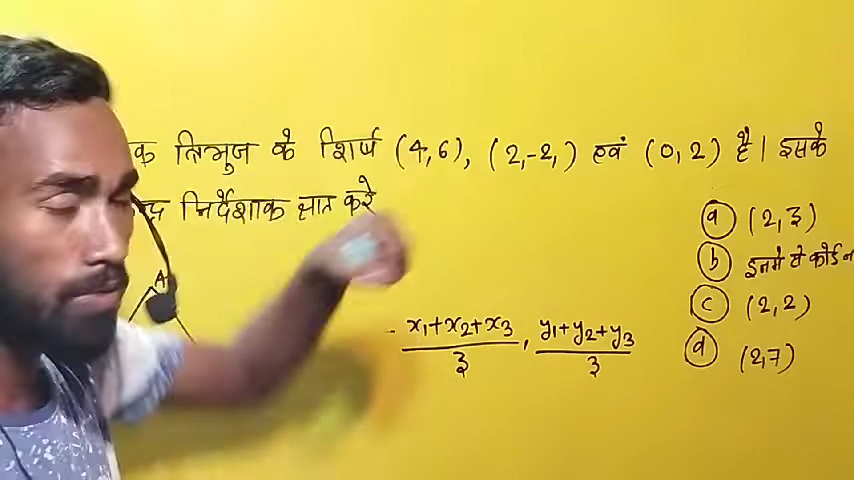 त्रिभुज के शिर्ष (4,6), (2,-2,) एवं (0,2) है। इसके
निर्देशाक ज्ञात करे
(a) (2,3)
(b) इनमे से कोई
(c) (2,2)
(d) (2,7)
A
x₁+x₂+x₃/3, y₁+y₂+y₃/3